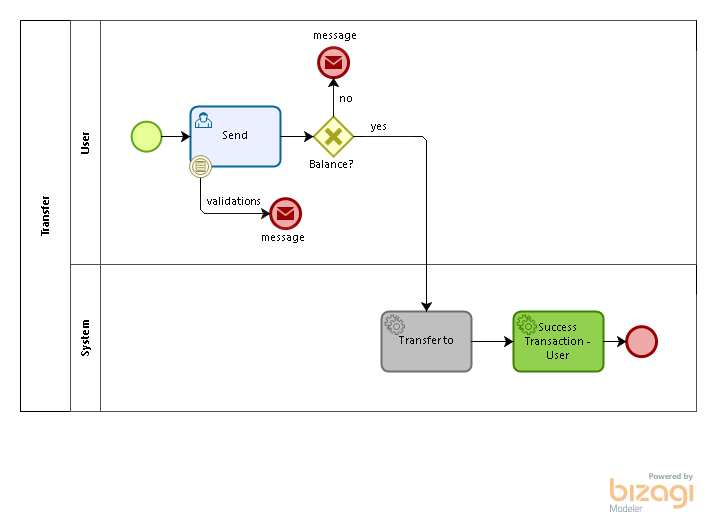 Transfer
User
message
no
Send
yes
Balance?
validations
message
System
Transfer to
Success
Transaction -
User
Powered by
bizagi
Modeler